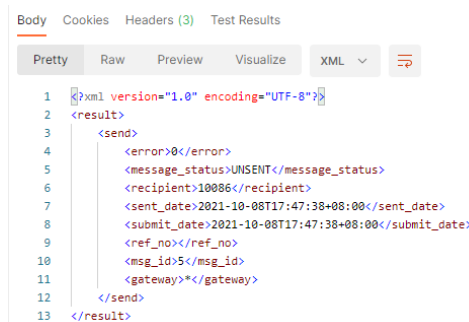 Body Cookies Headers (3) Test Results
Pretty Raw Preview Visualize XML
1 <?xml version="1.0" encoding="UTF-8"?>
2 <result>
3 <send>
4 <error>0</error>
5 <message_status>UNSENT</message_status>
6 <recipient>10086</recipient>
7 <sent_date>2021-10-08T17:47:38+08:00</sent_date>
8 <submit_date>2021-10-08T17:47:38+08:00</submit_date>
9 <ref_no></ref_no>
10 <msg_id>5</msg_id>
11 <gateway>*</gateway>
12 </send>
13 </result>